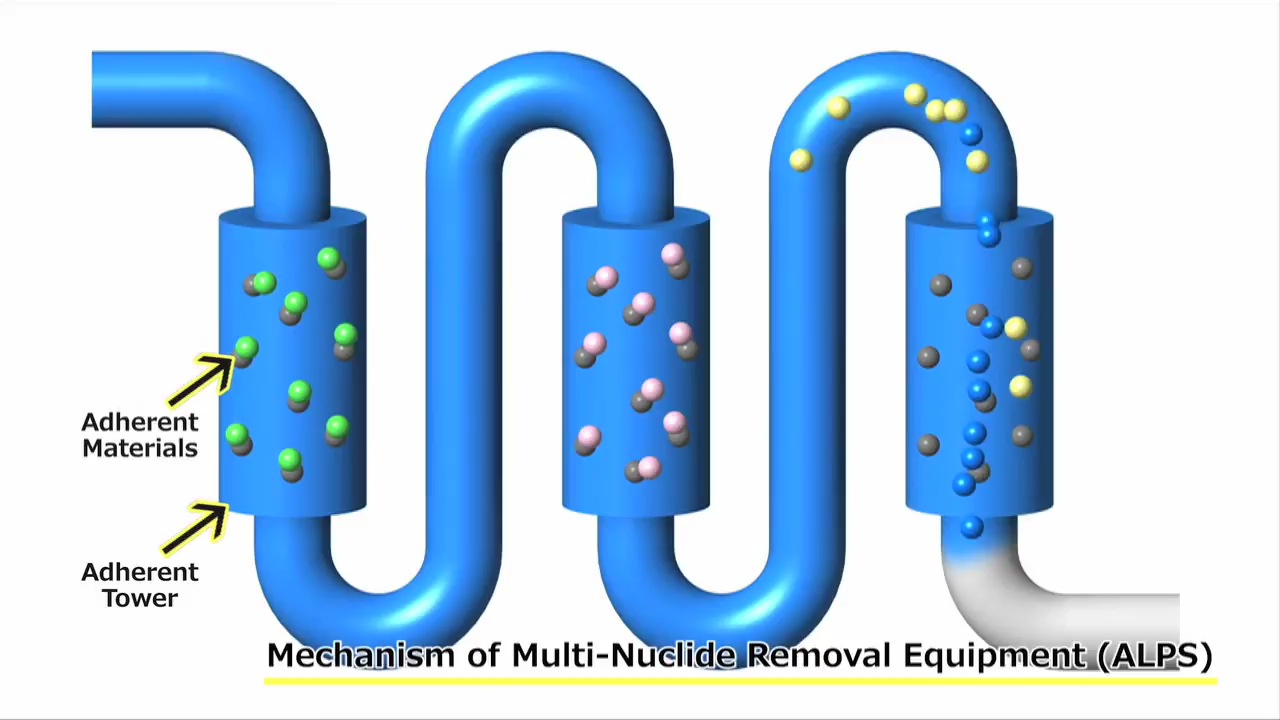 Adherent
Materials
Adherent
Tower
Mechanism of Multi-Nuclide Removal Equipment (ALPS)